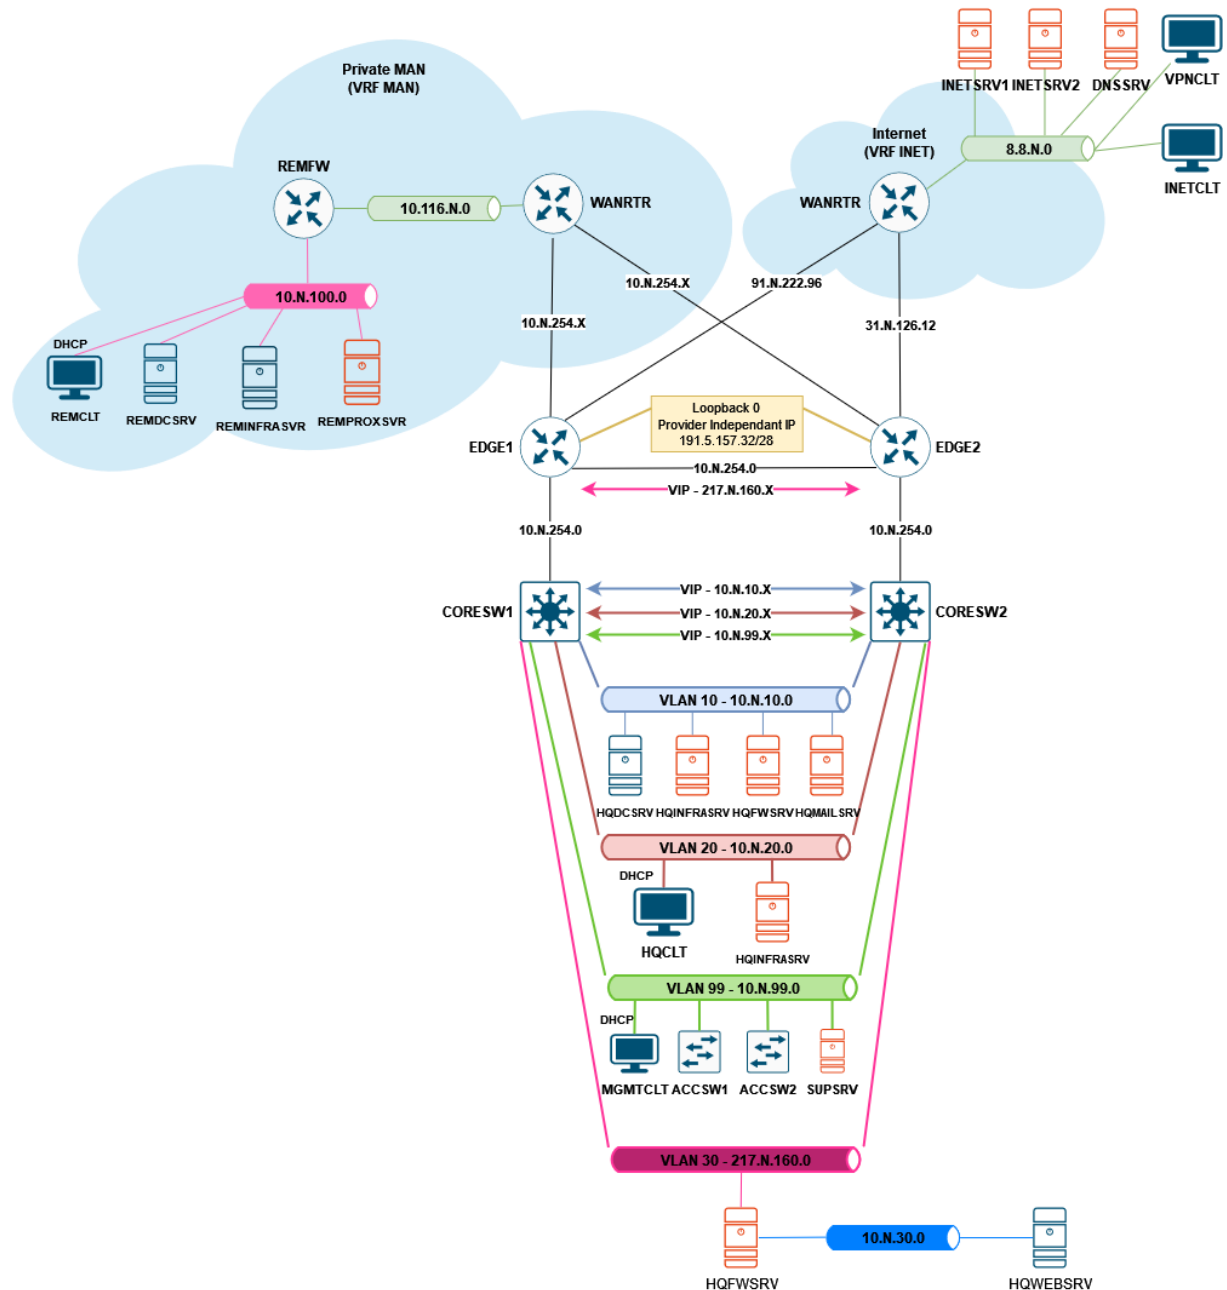 Private MAN
(VRF MAN)
INETSRV1
INETSRV2
DNSSRV
VPNCLT
Internet
(VRF INET)
8.8.N.0
INETCLT
REMFW
10.116.N.0
WANRTR
WANRTR
10.N.254.X
91.N.222.96
10.N.100.0
10.N.254.X
31.N.126.12
DHCP
REMCLT
REMDCSRV
REMINFRASVR
REMPROXSVR
Loopback 0
Provider Independant IP
191.5.157.32/28
EDGE1
EDGE2
10.N.254.0
VIP - 217.N.160.X
10.N.254.0
10.N.254.0
VIP - 10.N.10.X
CORESW1
VIP - 10.N.20.X
CORESW2
VIP - 10.N.99.X
VLAN 10 - 10.N.10.0
HQDCSRV
HQINFRASRV
HQFWSRV
HQMAILSRV
VLAN 20 - 10.N.20.0
DHCP
HQCLT
HQINFRASRV
VLAN 99 - 10.N.99.0
DHCP
MGMTCLT
ACCSW1
ACCSW2
SUPSRV
VLAN 30 - 217.N.160.0
10.N.30.0
HQFWSRV
HQWEBSRV